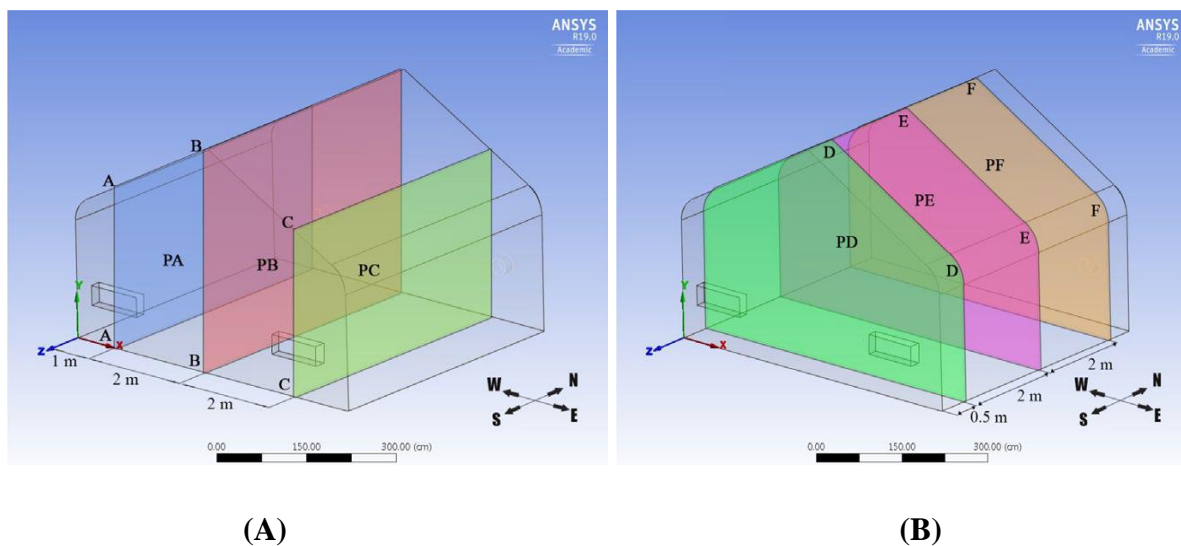 ANSYS
R19.0
Academic
A
B
C
PA
PB
PC
A
B
C
Y
Z
X
1 m
2 m
2 m
W
N
S
E
0.00
150.00
300.00 (cm)
(A)
ANSYS
R19.0
Academic
F
E
D
PF
PE
PD
F
E
D
Y
Z
X
2 m
2 m
0.5 m
W
N
S
E
0.00
150.00
300.00 (cm)
(B)